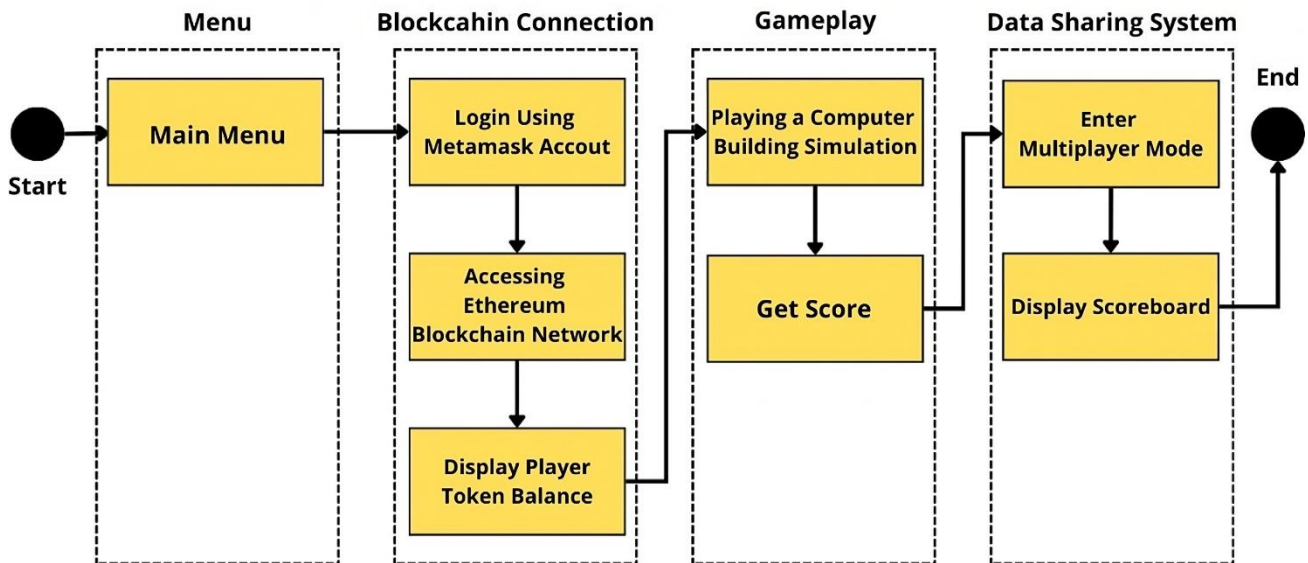 Menu
Blockcahin Connection
Gameplay
Data Sharing System
Start
End
Main Menu
Login Using
Metamask Accout
Accessing
Ethereum
Blockchain Network
Display Player
Token Balance
Playing a Computer
Building Simulation
Get Score
Enter
Multiplayer Mode
Display Scoreboard